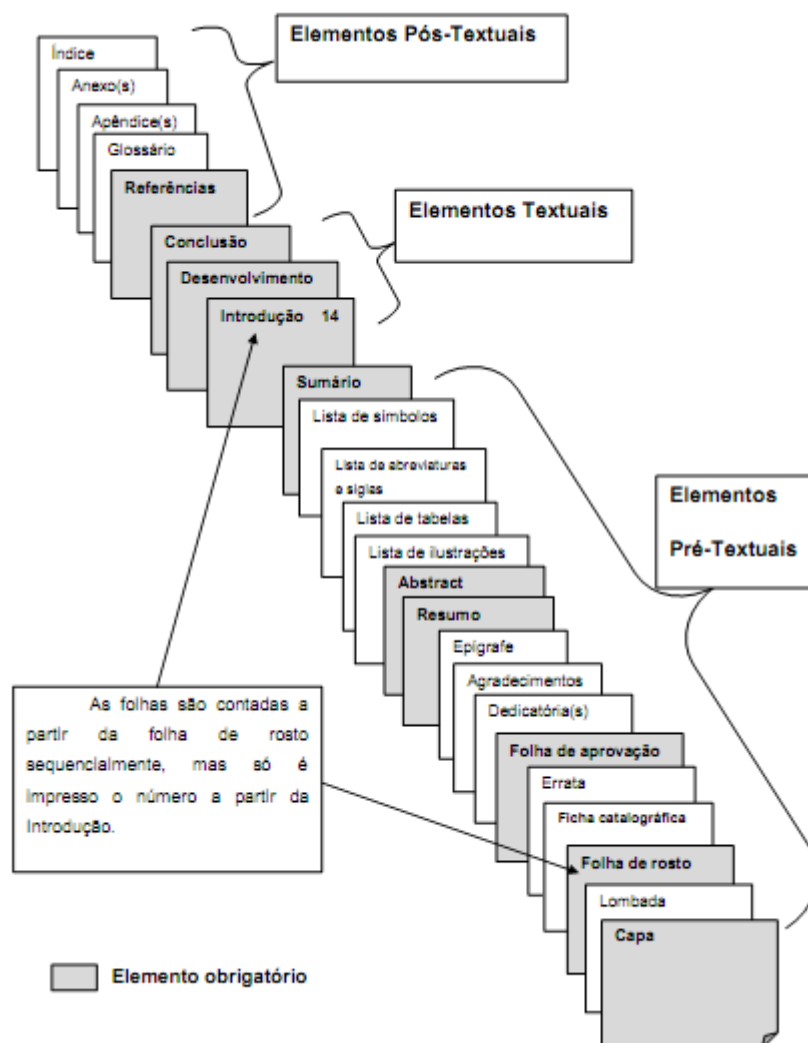 Elementos Pós-Textuais
Índice
Anexo(s)
Apêndice(s)
Glossário
Referências
Elementos Textuais
Conclusão
Desenvolvimento
Introdução 14
Sumário
Lista de símbolos
Lista de abreviaturas
e siglas
Lista de tabelas
Lista de ilustrações
Abstract
Resumo
Epígrafe
Agradecimentos
Dedicatória(s)
Folha de aprovação
Errata
Ficha catalográfica
Folha de rosto
Lombada
Capa
Elementos
Pré-Textuais
As folhas são contadas a
partir da folha de rosto
sequencialmente, mas só é
impresso o número a partir da
Introdução.
Elemento obrigatório